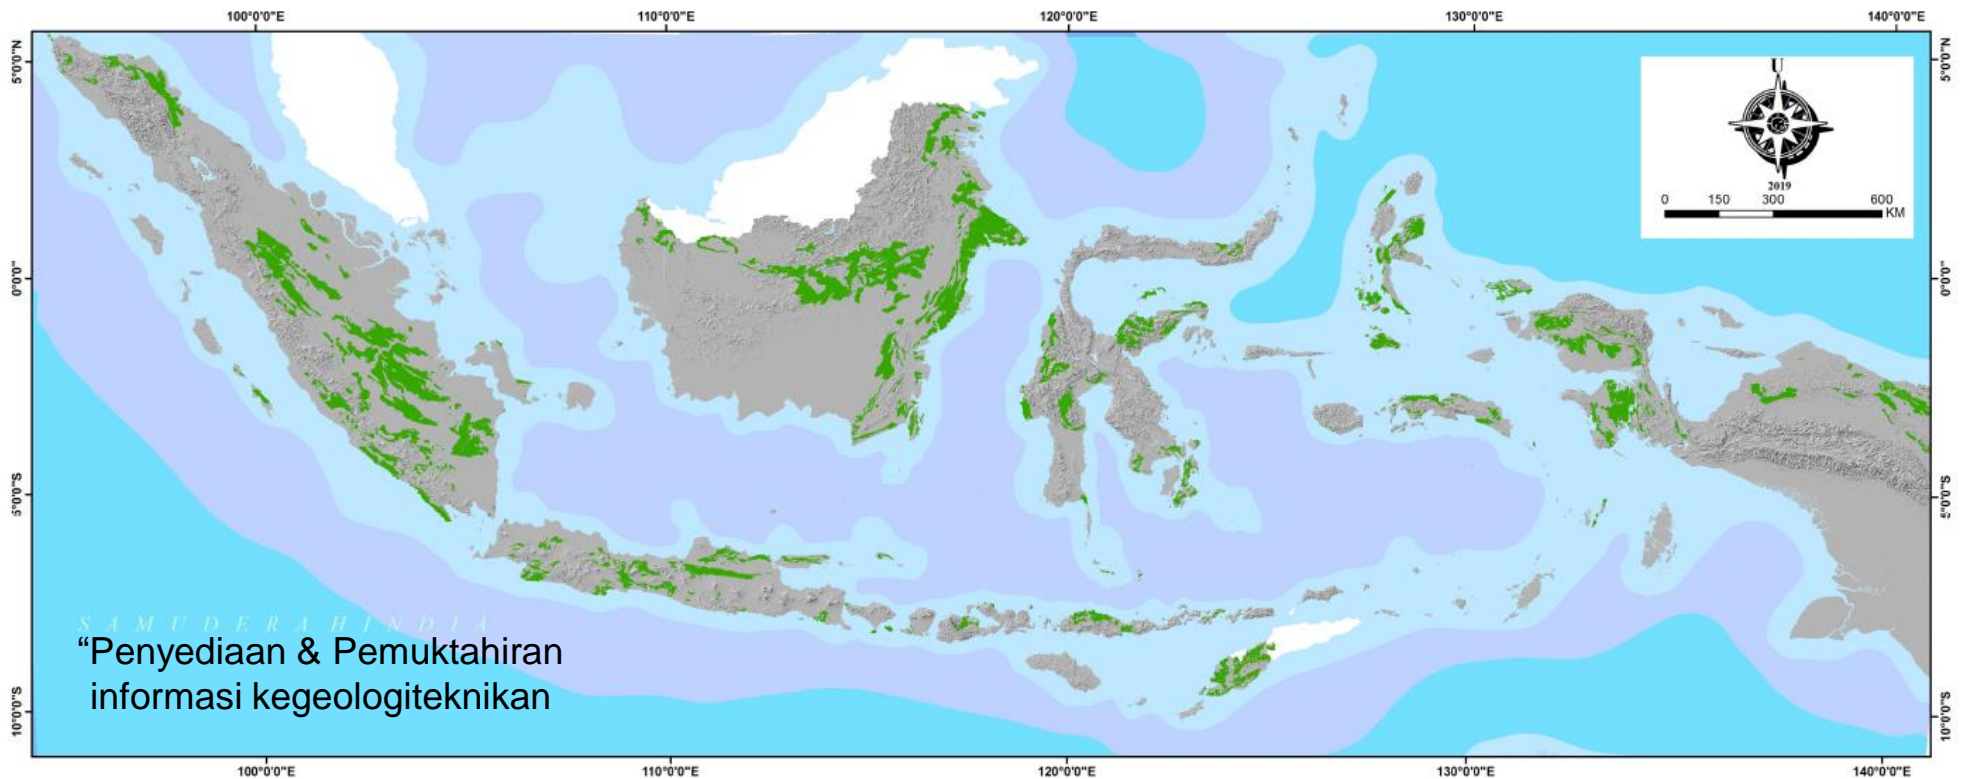 100°0'0"E 110°0'0"E 120°0'0"E 130°0'0"E 140°0'0"E
5°0'0"N
5°0'0"N
U
2019
0 150 300 600
KM
0°0'0"
0°0'0"
5°0'0"S
5°0'0"S
SAMUDERA HINDIA
“Penyediaan & Pemuktahiran
informasi kegeologiteknikan
10°0'0"S
10°0'0"S
100°0'0"E 110°0'0"E 120°0'0"E 130°0'0"E 140°0'0"E